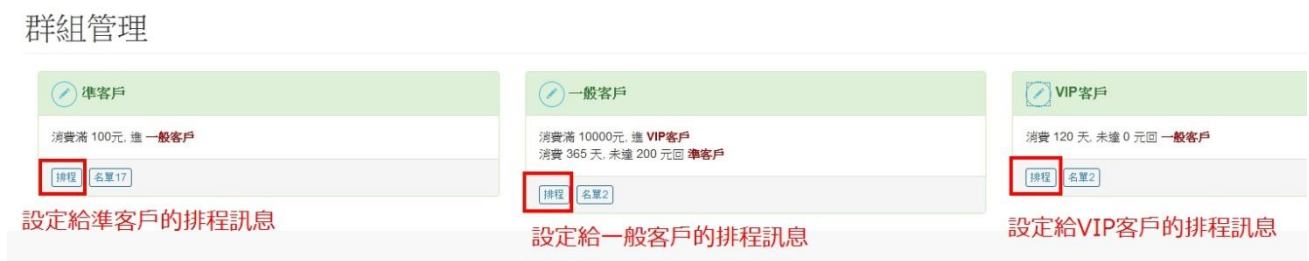 群組管理
準客戶
消費滿 100元, 進 一般客戶
排程 名單17
設定給準客戶的排程訊息
一般客戶
消費滿 10000元, 進 VIP客戶
消費 365 天, 未達 200 元回 準客戶
排程 名單2
設定給一般客戶的排程訊息
VIP客戶
消費 120 天, 未達 0 元回 一般客戶
排程 名單2
設定給VIP客戶的排程訊息